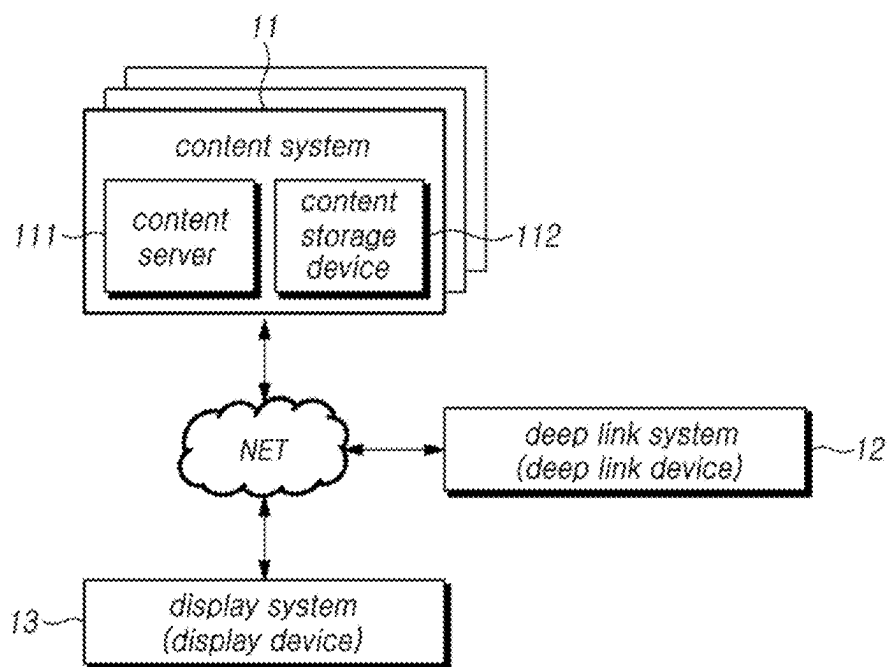 11
content system
111
content
server
content
storage
device
112
NET
deep link system
(deep link device)
12
13
display system
(display device)